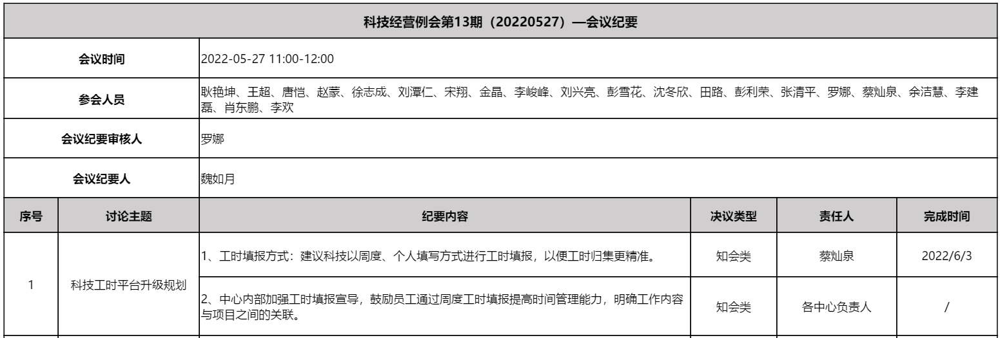 科技经营例会第13期（20220527）—会议纪要
会议时间
2022-05-27 11:00-12:00
参会人员
耿艳坤、王超、唐恺、赵蒙、徐志成、刘潭仁、宋翔、金晶、李峻峰、刘兴亮、彭雪花、沈冬欣、田路、彭利荣、张清平、罗娜、蔡灿泉、余洁慧、李建
磊、肖东鹏、李欢
会议纪要审核人
罗娜
会议纪要人
魏如月
序号
讨论主题
纪要内容
决议类型
责任人
完成时间
1
科技工时平台升级规划
1、工时填报方式：建议科技以周度、个人填写方式进行工时填报，以便工时归集更精准。
知会类
蔡灿泉
2022/6/3
2、中心内部加强工时填报宣导，鼓励员工通过周度工时填报提高时间管理能力，明确工作内容
与项目之间的关联。
知会类
各中心负责人
/